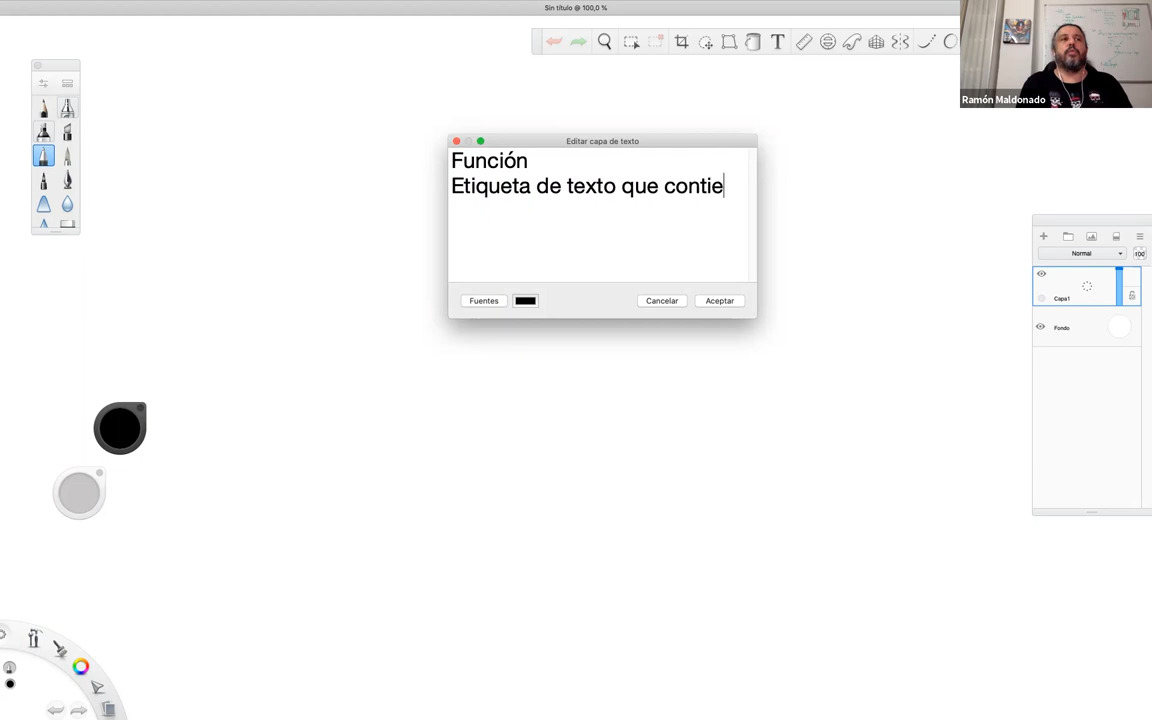 Sin título @ 100,0 %
Ramón Maldonado
Editar capa de texto
Función
Etiqueta de texto que contie
Fuentes
Cancelar
Aceptar
Normal
100
Capa1
Fondo